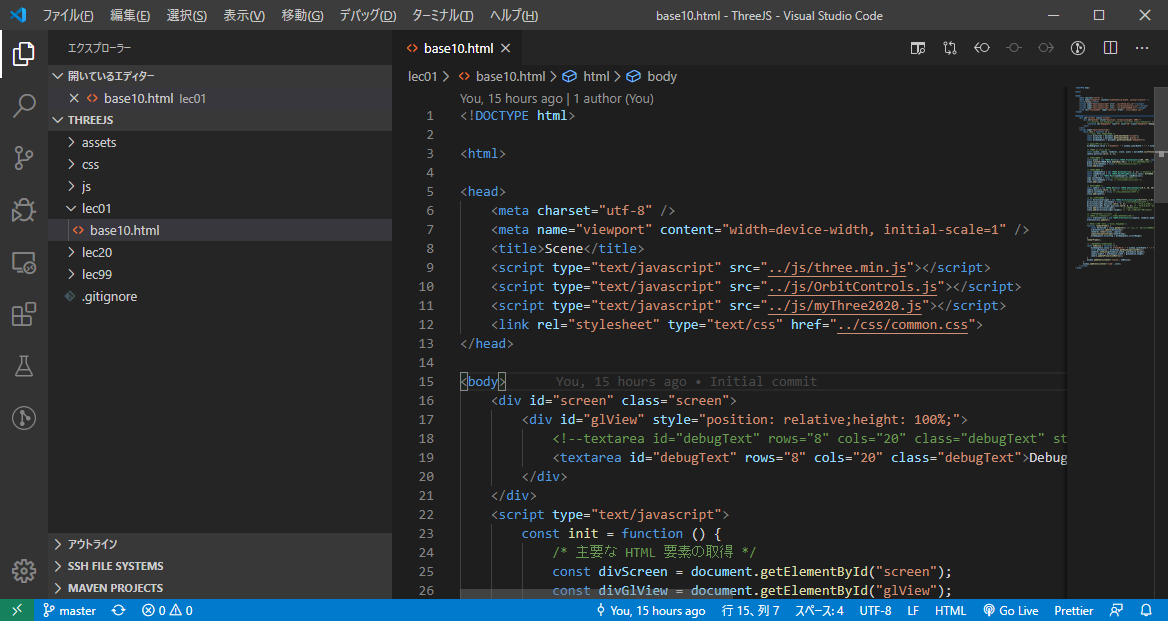 ファイル(F) 編集(E) 選択(S) 表示(V) 移動(G) デバッグ(D) ターミナル(T) ヘルプ(H) base10.html - ThreeJS - Visual Studio Code
エクスプローラー
開いているエディター
base10.html lec01
THREEJS
assets
css
js
lec01
base10.html
lec20
lec99
.gitignore
アウトライン
SSH FILE SYSTEMS
MAVEN PROJECTS
base10.html
lec01 > base10.html > html > body
You, 15 hours ago | 1 author (You)
1 <!DOCTYPE html>
2
3 <html>
4
5 <head>
6 <meta charset="utf-8" />
7 <meta name="viewport" content="width=device-width, initial-scale=1" />
8 <title>Scene</title>
9 <script type="text/javascript" src="../js/three.min.js"></script>
10 <script type="text/javascript" src="../js/OrbitControls.js"></script>
11 <script type="text/javascript" src="../js/myThree2020.js"></script>
12 <link rel="stylesheet" type="text/css" href="../css/common.css">
13 </head>
14
15 <body> You, 15 hours ago • Initial commit
16 <div id="screen" class="screen">
17 <div id="glView" style="position: relative;height: 100%;">
18 <!--textarea id="debugText" rows="8" cols="20" class="debugText" st
19 <textarea id="debugText" rows="8" cols="20" class="debugText">Debug
20 </div>
21 </div>
22 <script type="text/javascript">
23 const init = function () {
24 /* 主要な HTML 要素の取得 */
25 const divScreen = document.getElementById("screen");
26 const divGlView = document.getElementById("glView");
master 0 0 You, 15 hours ago 行 15、列 7 スペース: 4 UTF-8 LF HTML Go Live Prettier